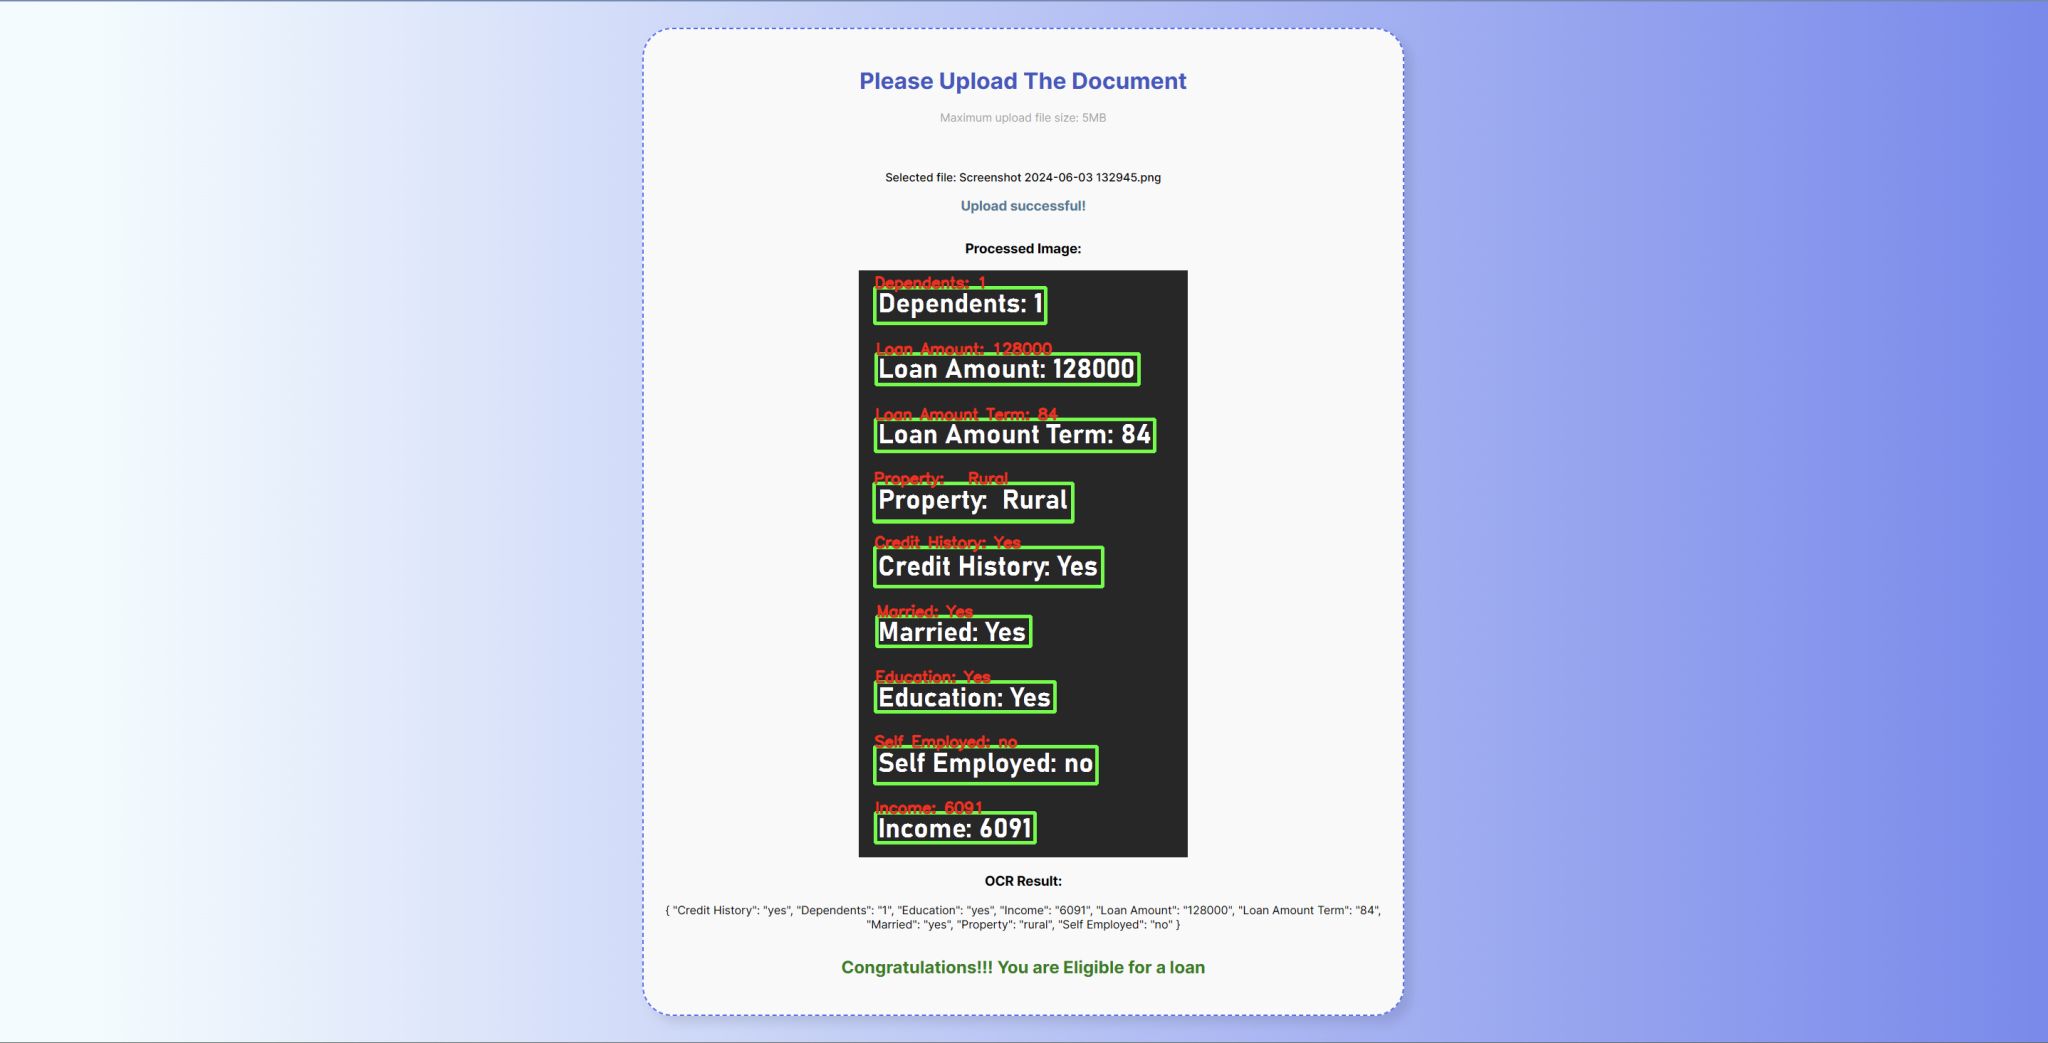 Please Upload The Document
Maximum upload file size: 5MB
Selected file: Screenshot 2024-06-03 132945.png
Upload successful!
Processed Image:
Dependents: 1
Dependents: 1
Loan Amount: 128000
Loan Amount: 128000
Loan Amount Term: 84
Loan Amount Term: 84
Property: Rural
Property: Rural
Credit History: Yes
Credit History: Yes
Married: Yes
Married: Yes
Education: Yes
Education: Yes
Self Employed: no
Self Employed: no
Income: 6091
Income: 6091
OCR Result:
{ "Credit History": "yes", "Dependents": "1", "Education": "yes", "Income": "6091", "Loan Amount": "128000", "Loan Amount Term": "84",
"Married": "yes", "Property": "rural", "Self Employed": "no" }
Congratulations!!! You are Eligible for a loan